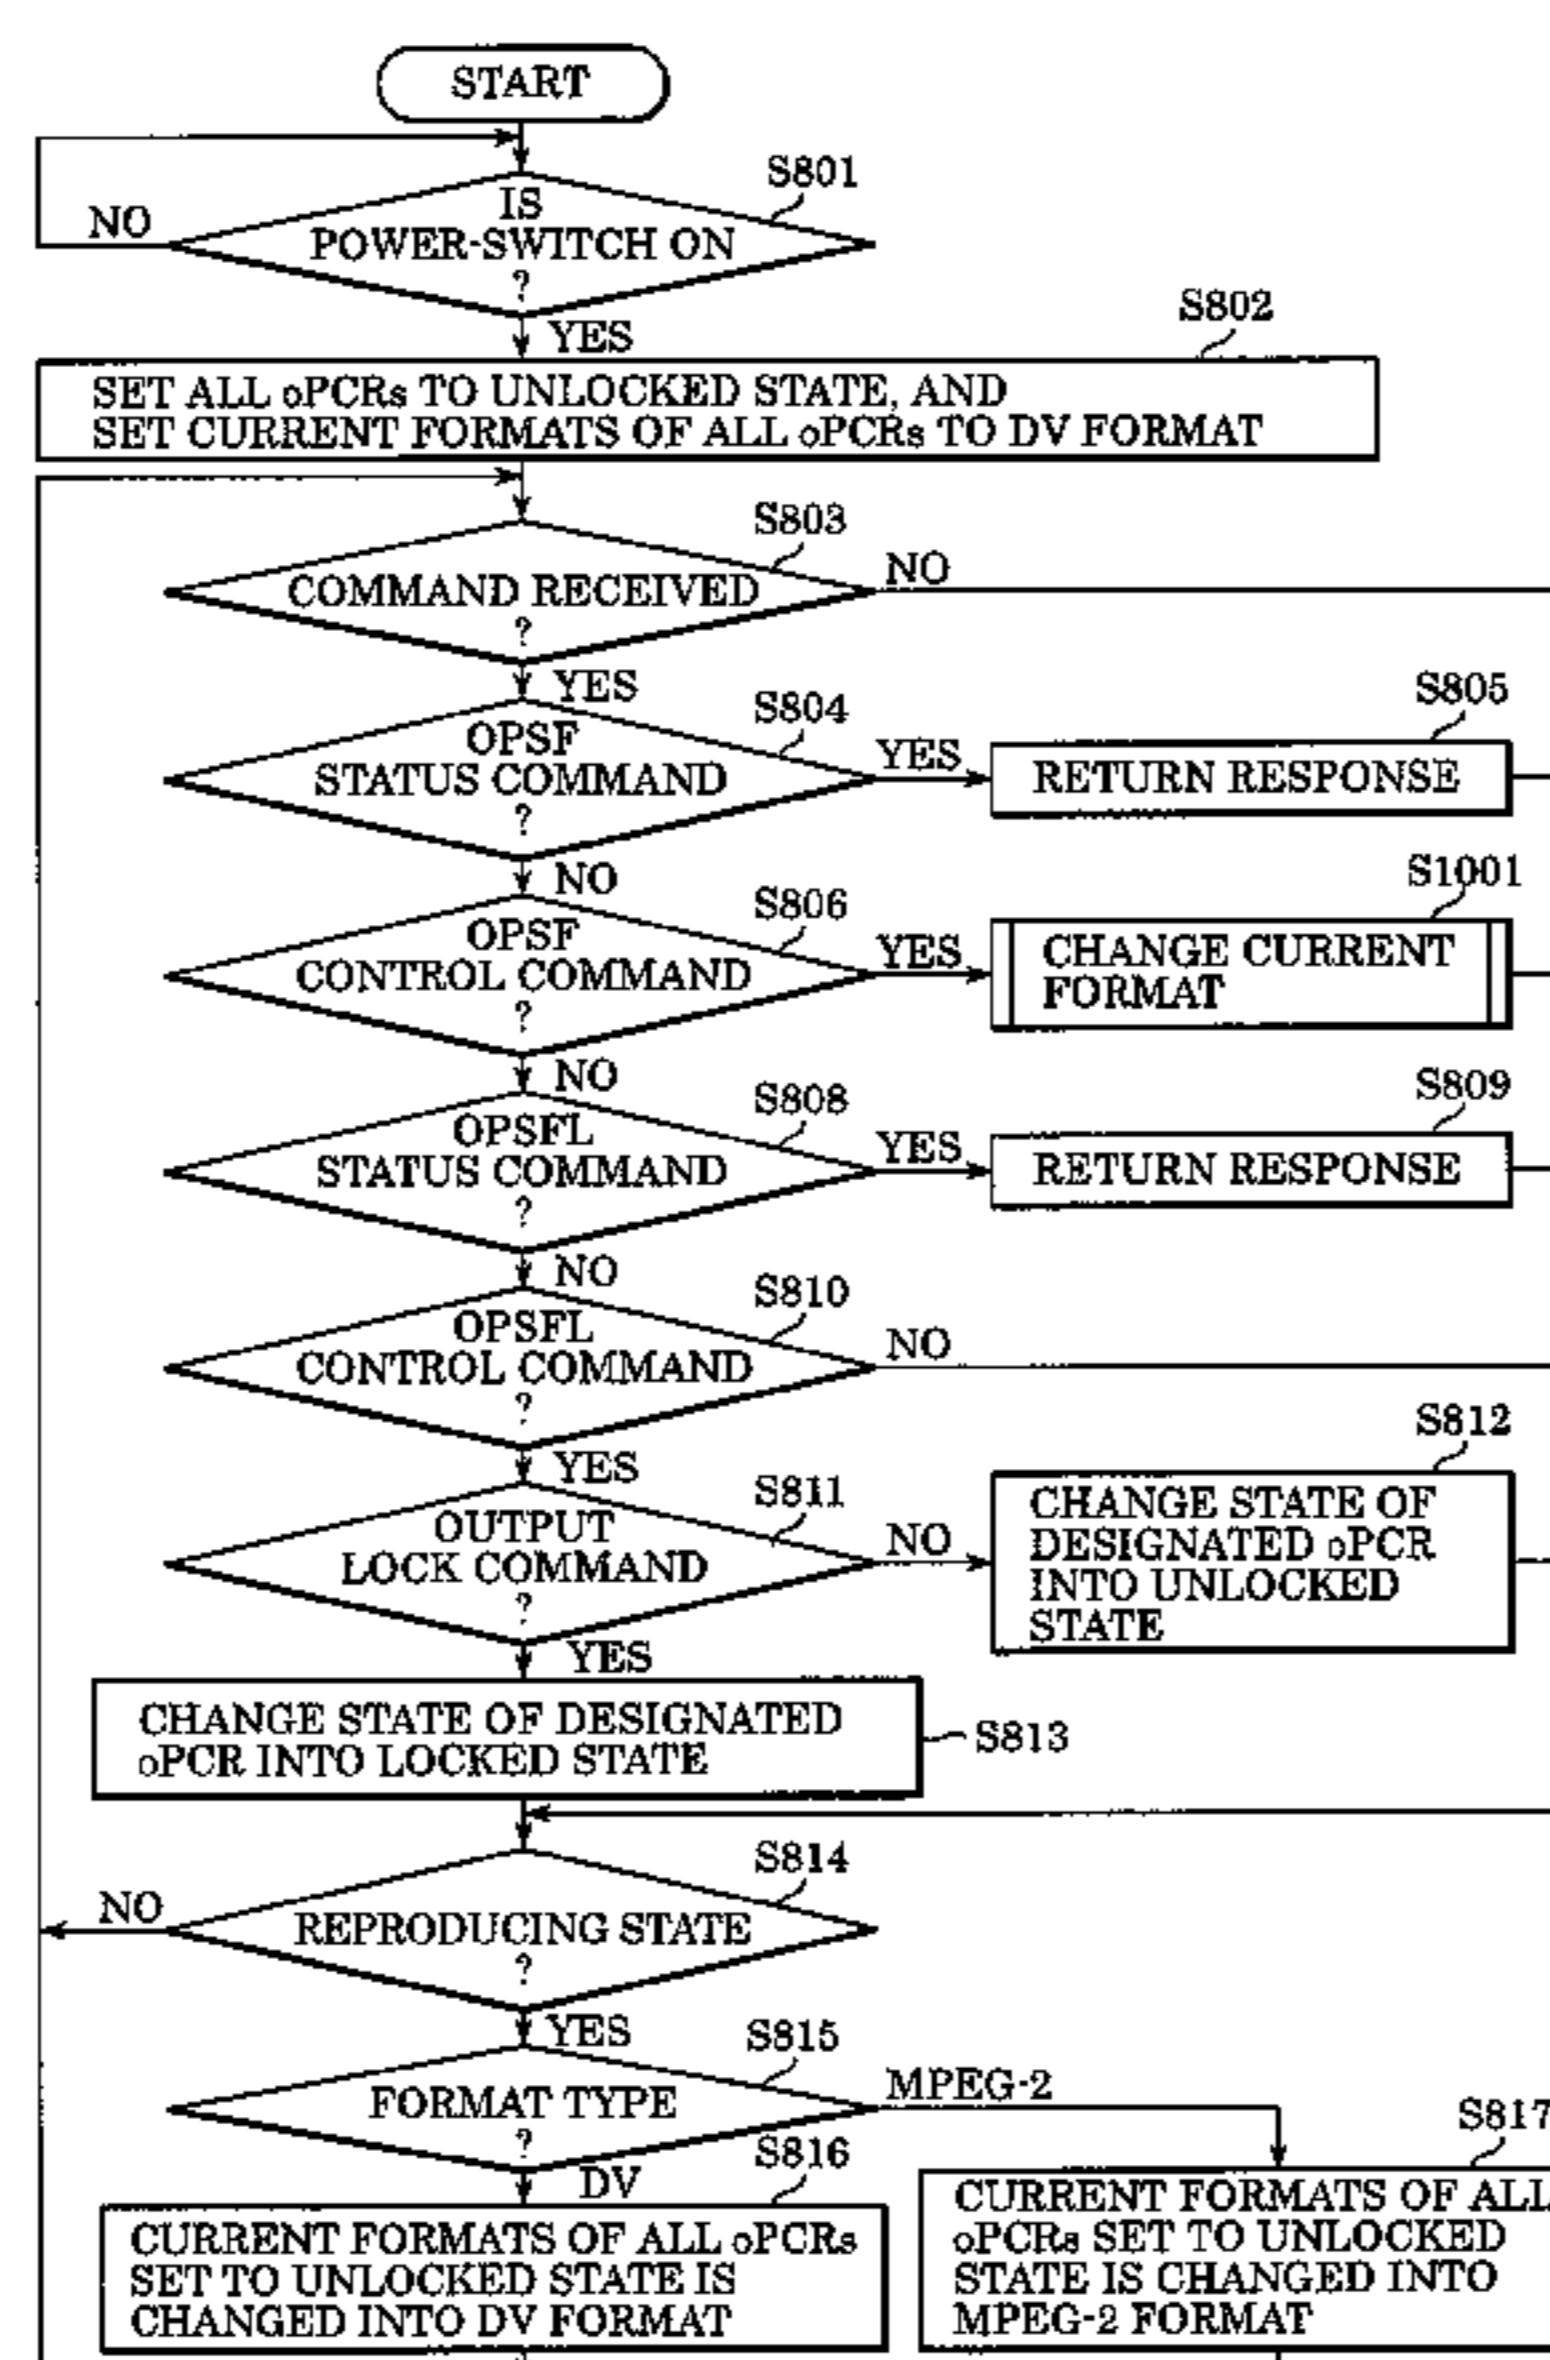 START
S801
IS
POWER-SWITCH ON
?
NO
YES
S802
SET ALL oPCRs TO UNLOCKED STATE, AND
SET CURRENT FORMATS OF ALL oPCRs TO DV FORMAT
S803
COMMAND RECEIVED
?
NO
YES
S804
OPSF
STATUS COMMAND
?
YES
S805
RETURN RESPONSE
NO
S806
OPSF
CONTROL COMMAND
?
YES
S1001
CHANGE CURRENT
FORMAT
NO
S808
OPSFL
STATUS COMMAND
?
YES
S809
RETURN RESPONSE
NO
S810
OPSFL
CONTROL COMMAND
?
NO
YES
S811
OUTPUT
LOCK COMMAND
?
NO
S812
CHANGE STATE OF
DESIGNATED oPCR
INTO UNLOCKED
STATE
YES
CHANGE STATE OF DESIGNATED
oPCR INTO LOCKED STATE
S813
S814
REPRODUCING STATE
?
NO
YES
S815
FORMAT TYPE
?
MPEG-2
DV
S816
CURRENT FORMATS OF ALL oPCRs
SET TO UNLOCKED STATE IS
CHANGED INTO DV FORMAT
S817
CURRENT FORMATS OF ALL
oPCRs SET TO UNLOCKED
STATE IS CHANGED INTO
MPEG-2 FORMAT